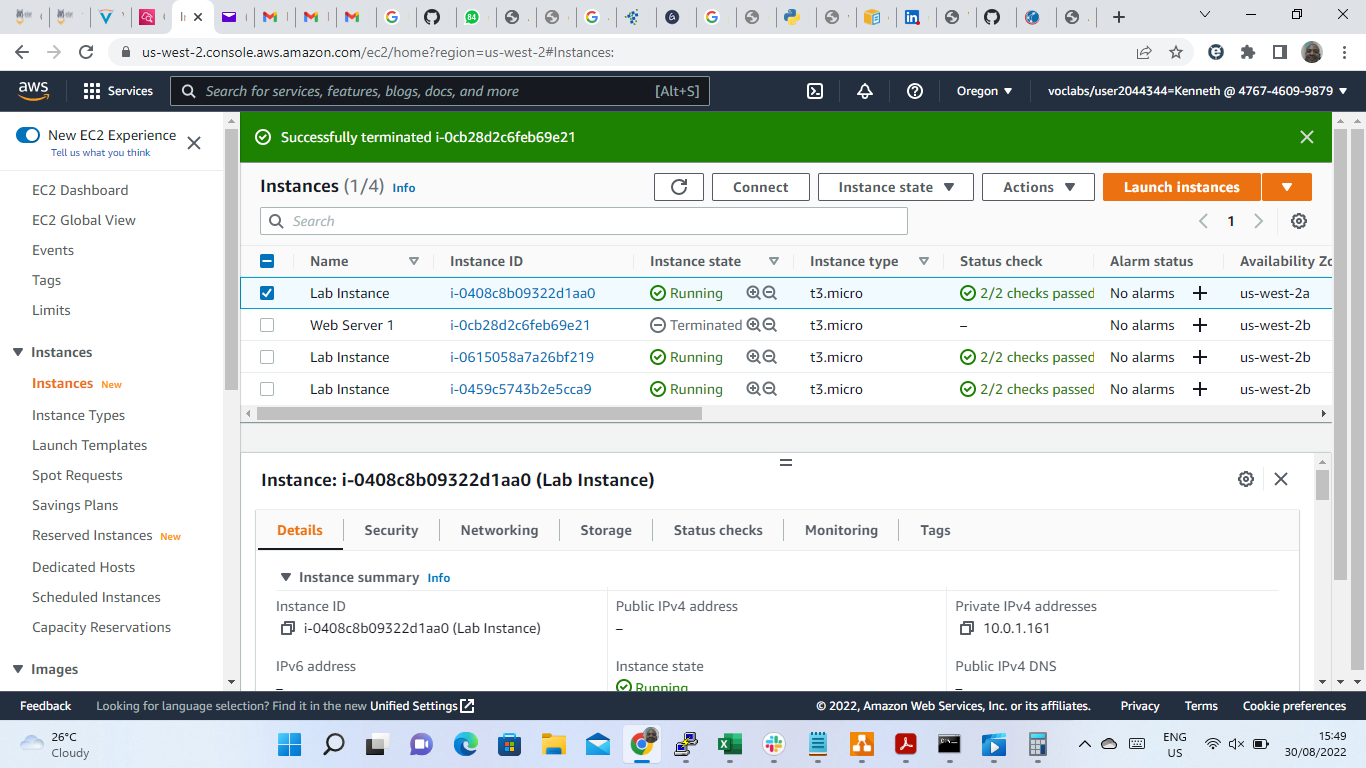 us-west-2.console.aws.amazon.com/ec2/home?region=us-west-2#Instances:
aws
Services
Search for services, features, blogs, docs, and more [Alt+S]
Oregon
voclabs/user2044344=Kenneth @ 4767-4609-9879
New EC2 Experience
Tell us what you think
EC2 Dashboard
EC2 Global View
Events
Tags
Limits
Instances
Instances New
Instance Types
Launch Templates
Spot Requests
Savings Plans
Reserved Instances New
Dedicated Hosts
Scheduled Instances
Capacity Reservations
Images
Successfully terminated i-0cb28d2c6feb69e21
Instances (1/4) Info
Connect
Instance state
Actions
Launch instances
Search
1
Name Instance ID Instance state Instance type Status check Alarm status Availability Zo
Lab Instance i-0408c8b09322d1aa0 Running t3.micro 2/2 checks passed No alarms + us-west-2a
Web Server 1 i-0cb28d2c6feb69e21 Terminated t3.micro – No alarms + us-west-2b
Lab Instance i-0615058a7a26bf219 Running t3.micro 2/2 checks passed No alarms + us-west-2b
Lab Instance i-0459c5743b2e5cca9 Running t3.micro 2/2 checks passed No alarms + us-west-2b
Instance: i-0408c8b09322d1aa0 (Lab Instance)
Details Security Networking Storage Status checks Monitoring Tags
Instance summary Info
Instance ID
i-0408c8b09322d1aa0 (Lab Instance)
Public IPv4 address
–
Private IPv4 addresses
10.0.1.161
IPv6 address
–
Instance state
Running
Public IPv4 DNS
–
Feedback
Looking for language selection? Find it in the new Unified Settings
© 2022, Amazon Web Services, Inc. or its affiliates.
Privacy
Terms
Cookie preferences
26°C
Cloudy
ENG
US
15:49
30/08/2022